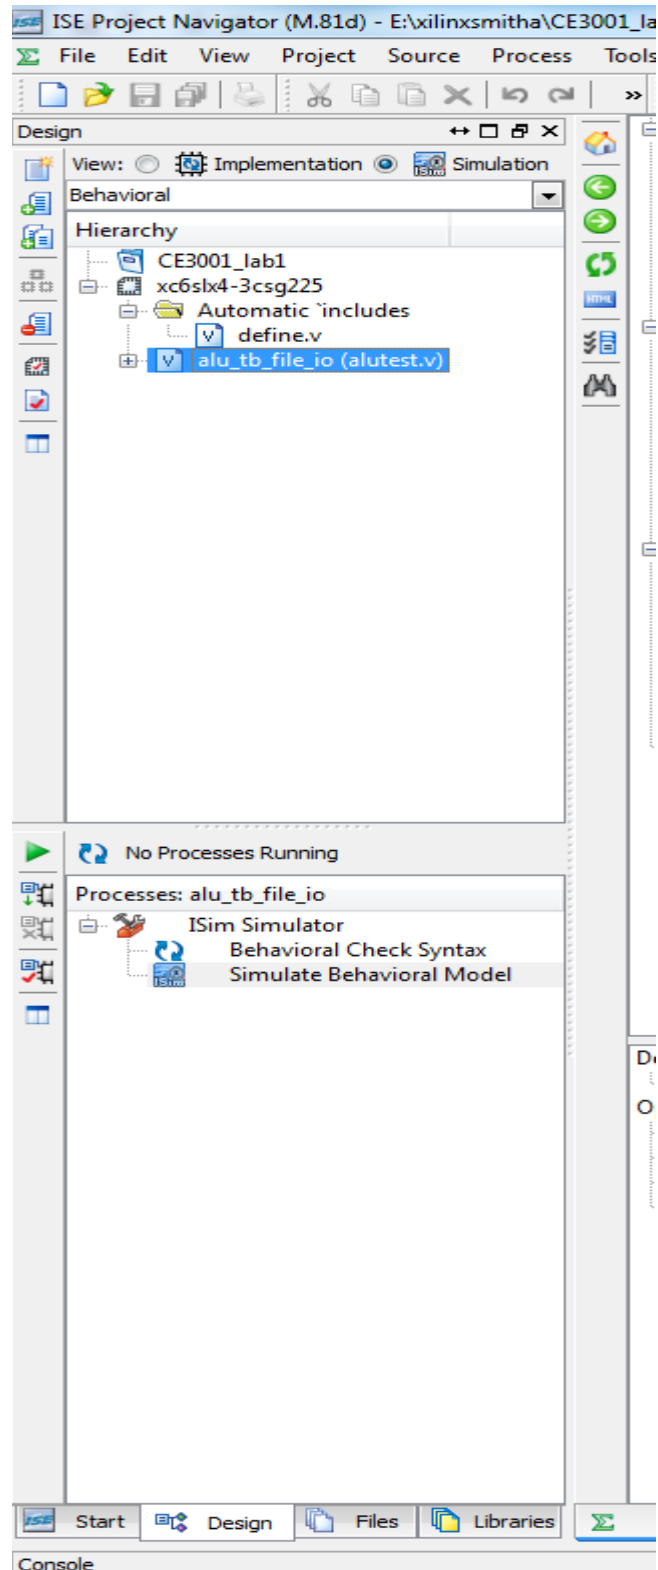 ISE Project Navigator (M.81d) - E:\xilinxsmitha\CE3001_la
File Edit View Project Source Process Tools
»
Design
View: Implementation Simulation
Behavioral
Hierarchy
CE3001_lab1
xc6slx4-3csg225
Automatic `includes
define.v
alu_tb_file_io (alutest.v)
No Processes Running
Processes: alu_tb_file_io
ISim Simulator
Behavioral Check Syntax
Simulate Behavioral Model
Start Design Files Libraries
Console